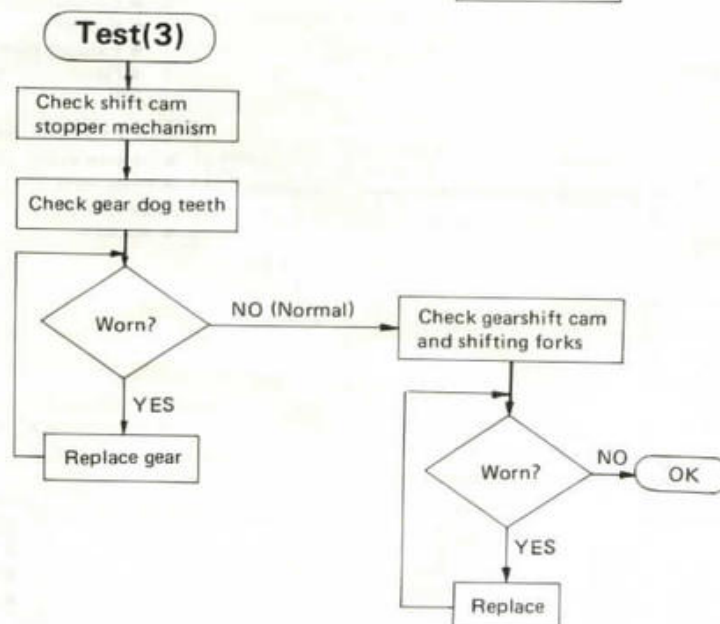 Test(3)
Check shift cam
stopper mechanism
Check gear dog teeth
Worn?
NO (Normal)
YES
Replace gear
Check gearshift cam
and shifting forks
Worn?
NO
OK
YES
Replace